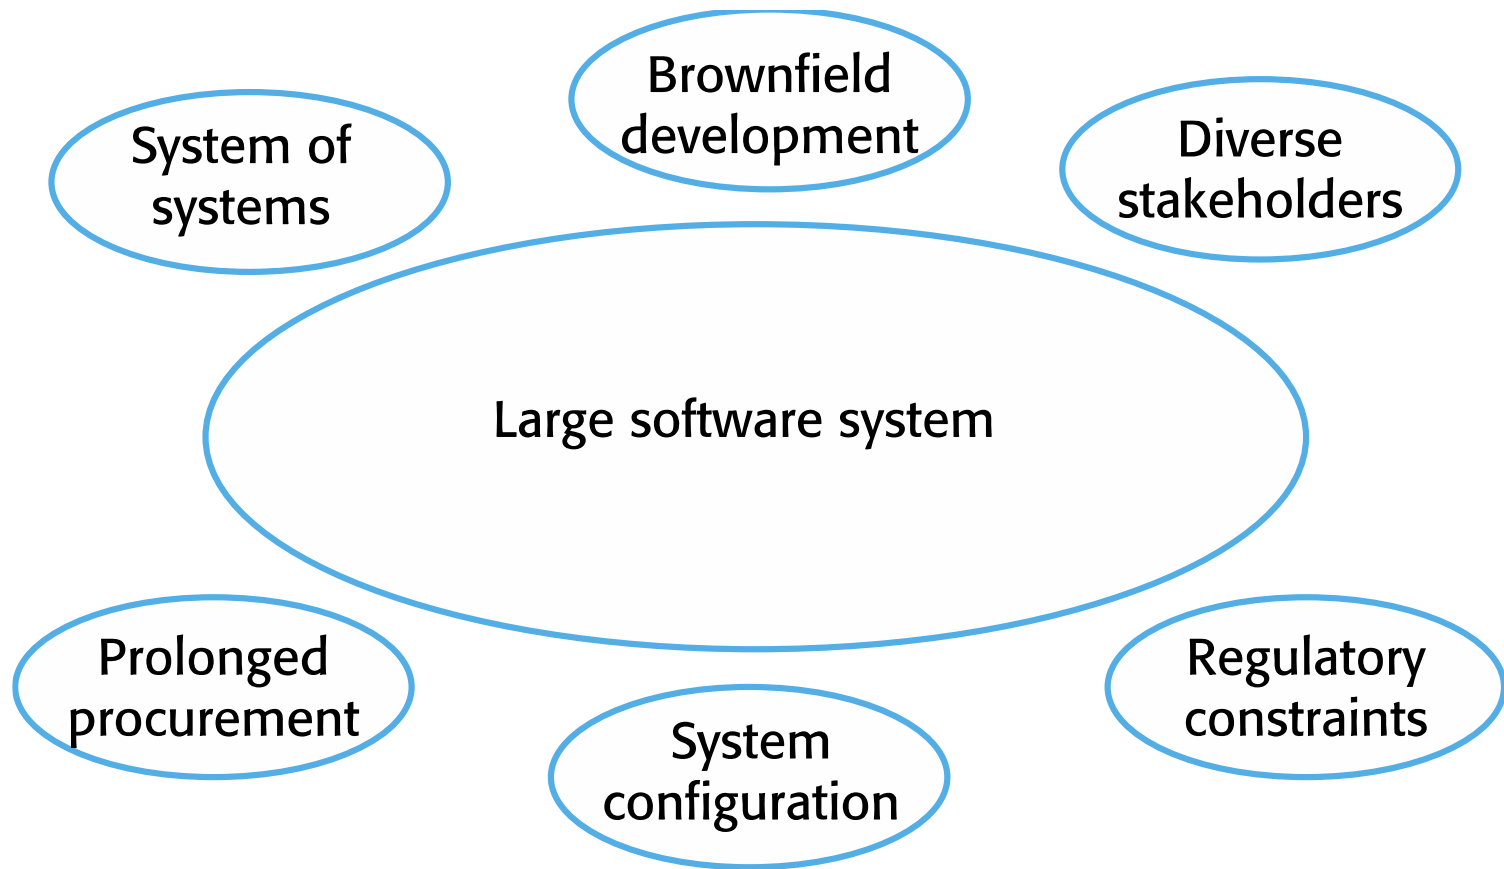 Brownfield
development
System of
systems
Diverse
stakeholders
Large software system
Prolonged
procurement
System
configuration
Regulatory
constraints